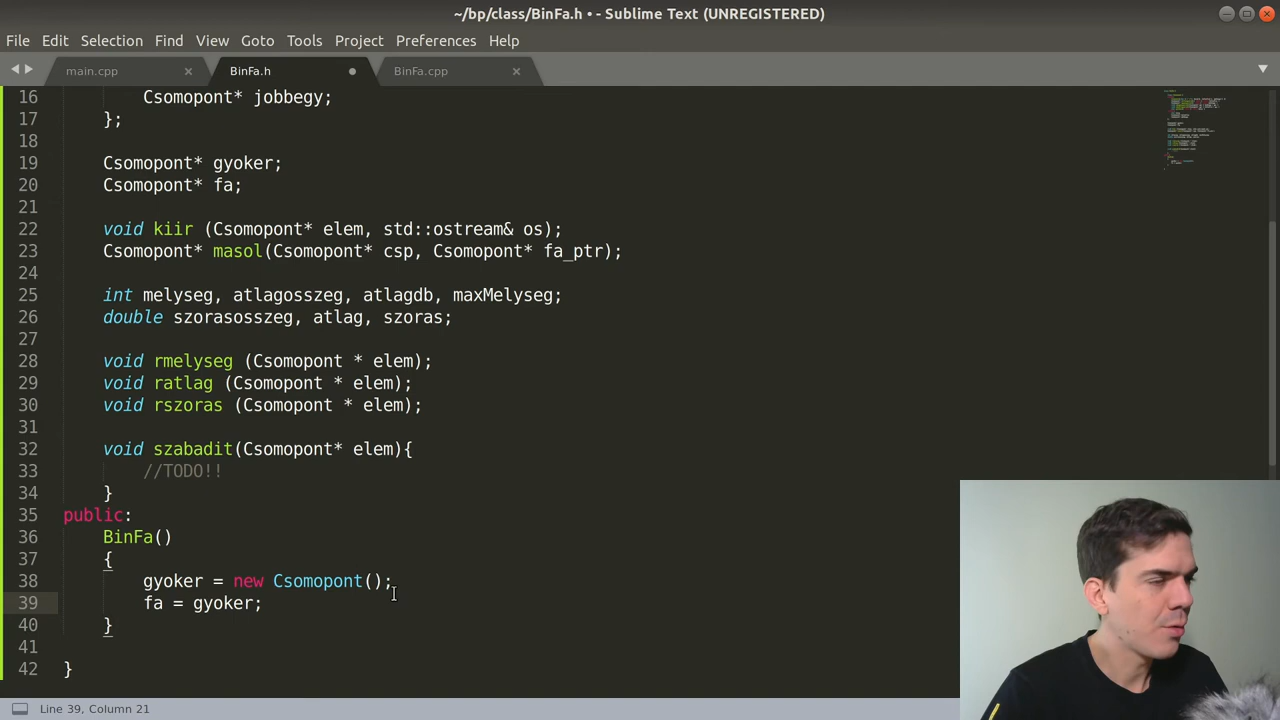 ~/bp/class/BinFa.h • - Sublime Text (UNREGISTERED)
File Edit Selection Find View Goto Tools Project Preferences Help
main.cpp BinFa.h BinFa.cpp
16 Csomopont* jobbegy;
17 };
18
19 Csomopont* gyoker;
20 Csomopont* fa;
21
22 void kiir (Csomopont* elem, std::ostream& os);
23 Csomopont* masol(Csomopont* csp, Csomopont* fa_ptr);
24
25 int melyseg, atlagosszeg, atlagdb, maxMelyseg;
26 double szorasosszeg, atlag, szoras;
27
28 void rmelyseg (Csomopont * elem);
29 void ratlag (Csomopont * elem);
30 void rszoras (Csomopont * elem);
31
32 void szabadit(Csomopont* elem){
33 //TODO!!
34 }
35 public:
36 BinFa()
37 {
38 gyoker = new Csomopont();
39 fa = gyoker;
40 }
41
42 }
Line 39, Column 21